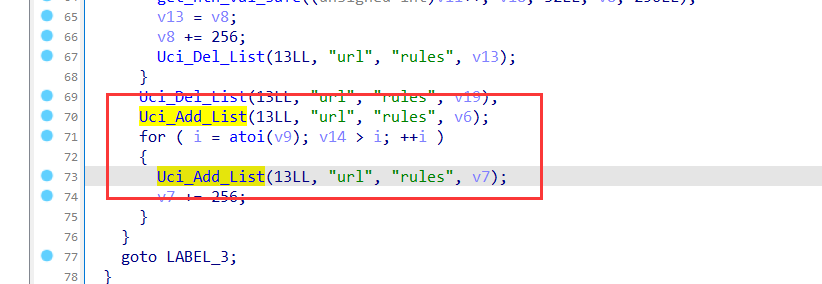 65 v13 = v8;
66 v8 += 256;
67 Uci_Del_List(13LL, "url", "rules", v13);
68 }
69 Uci_Del_List(13LL, "url", "rules", v19);
70 Uci_Add_List(13LL, "url", "rules", v6);
71 for ( i = atoi(v9); v14 > i; ++i )
72 {
73 Uci_Add_List(13LL, "url", "rules", v7);
74 v7 += 256;
75 }
76 }
77 goto LABEL_3;
78 }